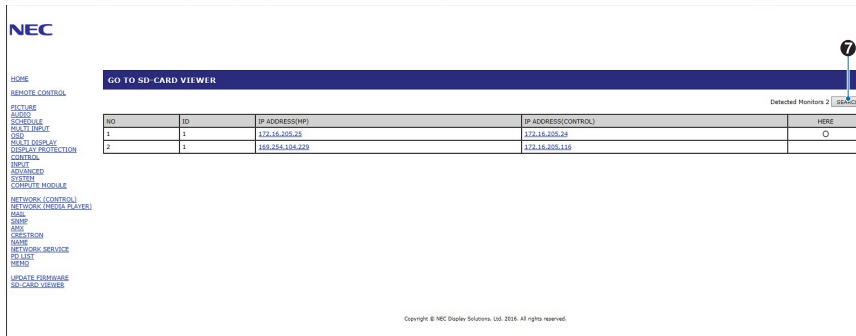 NEC
7
HOME
REMOTE CONTROL
PICTURE
AUDIO
SCHEDULE
MULTI INPUT
OSD
MULTI DISPLAY
DISPLAY PROTECTION
CONTROL
INPUT
ADVANCED
SYSTEM
COMPUTE MODULE
NETWORK (CONTROL)
NETWORK (MEDIA PLAYER)
MAIL
SNMP
AMX
CRESTRON
NAME
NETWORK SERVICE
PD LIST
MEMO
UPDATE FIRMWARE
SD-CARD VIEWER
GO TO SD-CARD VIEWER
Detected Monitors 2 SEARCH
NO ID IP ADDRESS(MP) IP ADDRESS(CONTROL) HERE
1 1 172.16.205.25 172.16.205.24 O
2 1 169.254.104.229 172.16.205.116
Copyright © NEC Display Solutions, Ltd. 2016. All rights reserved.